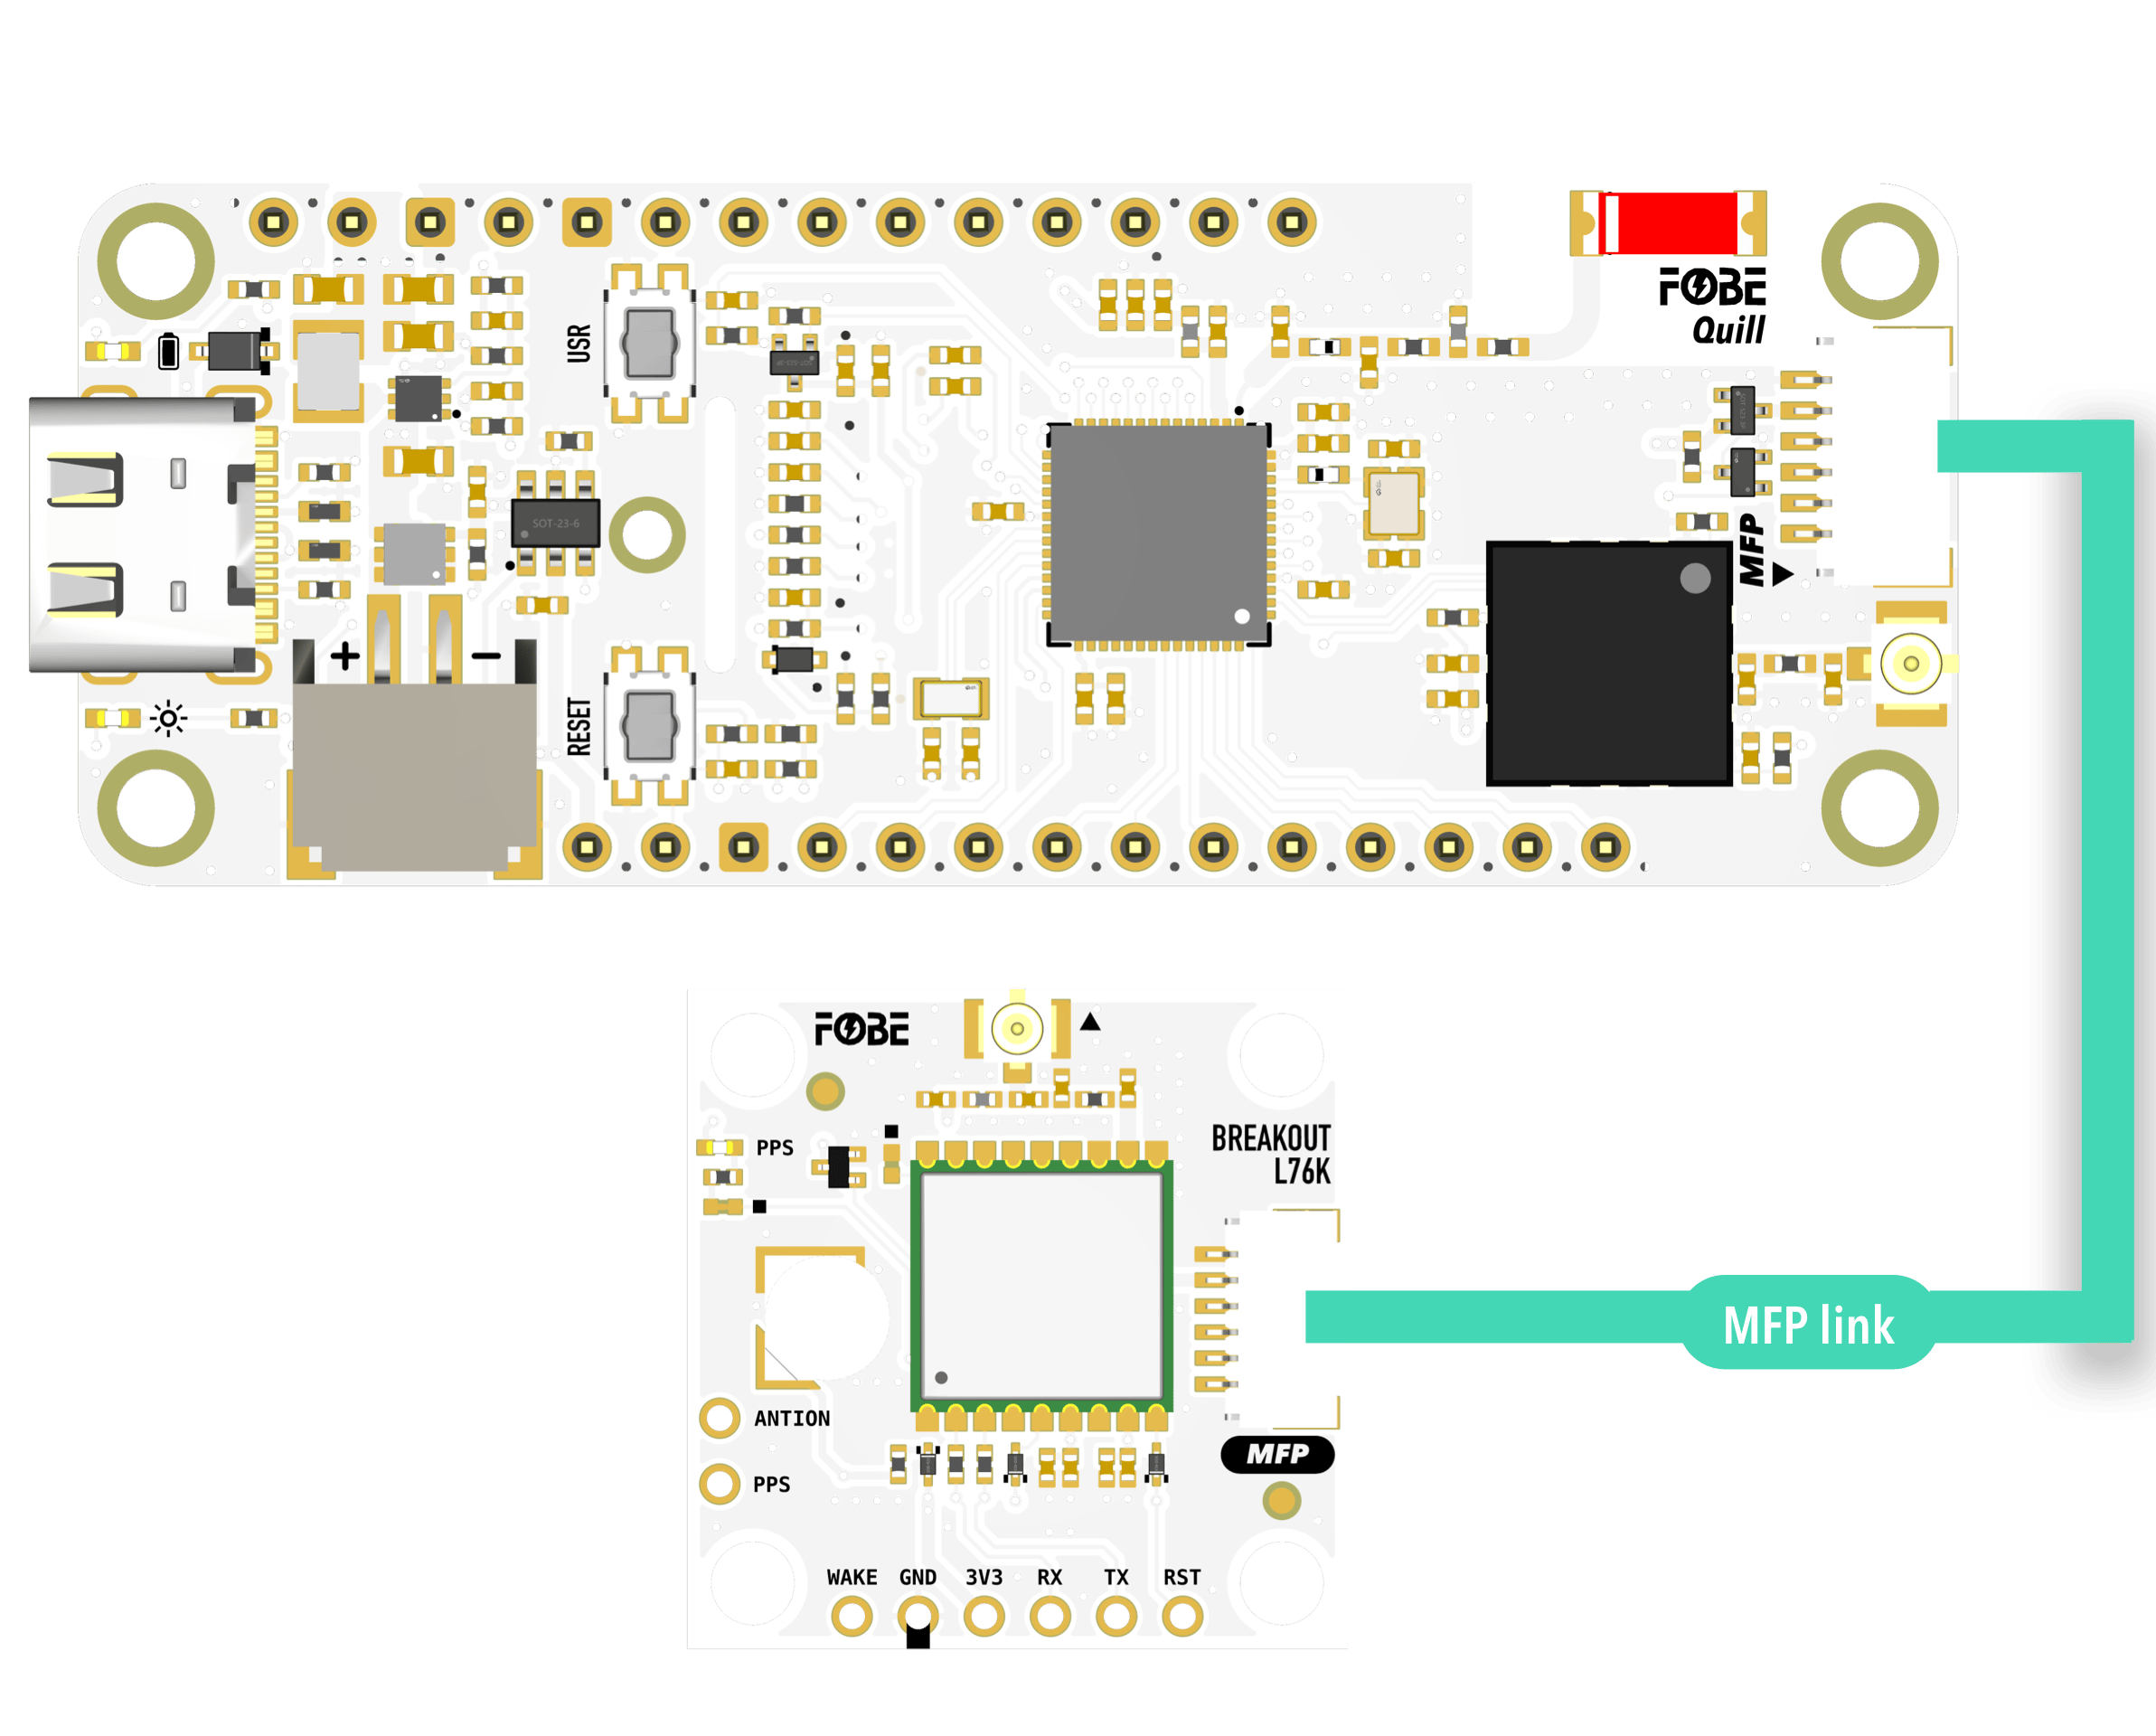 FOBE
Quill
USR
SOT-23-6
MFP
+
−
RESET
FOBE
BREAKOUT
L76K
PPS
MFP link
ANTION
MFP
PPS
WAKE GND 3V3 RX TX RST